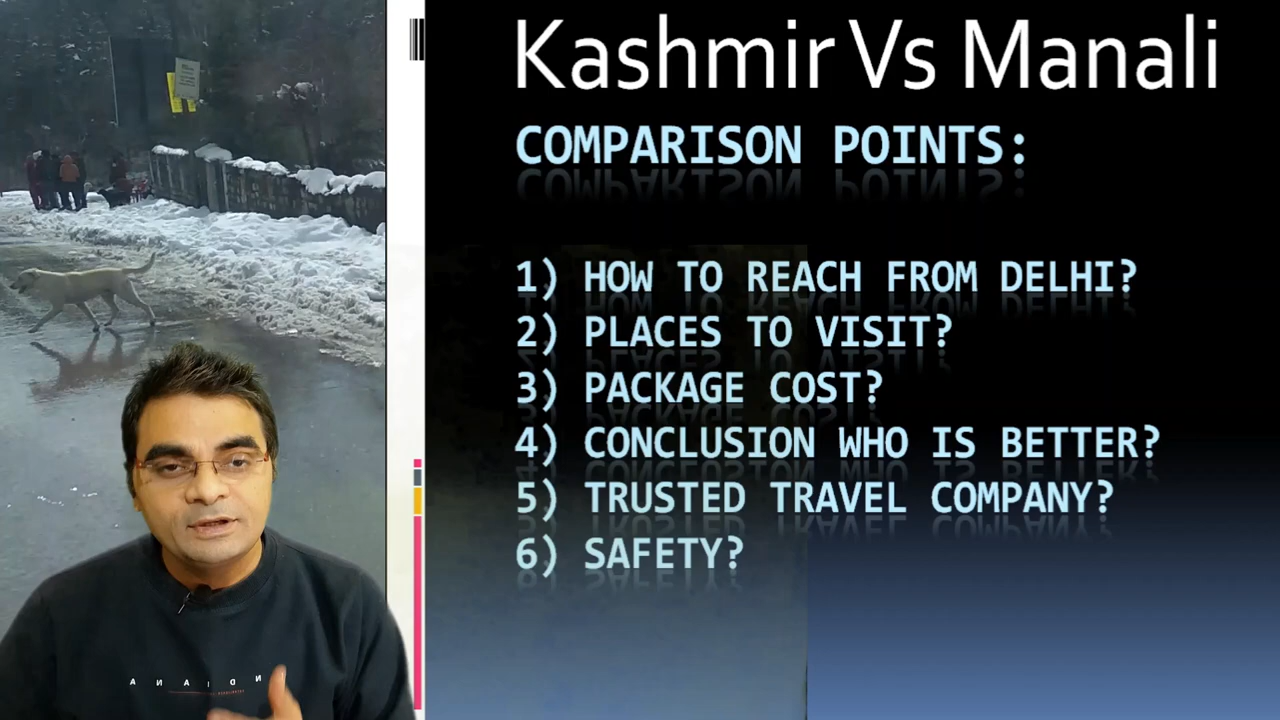 Kashmir Vs Manali
COMPARISON POINTS:
1) HOW TO REACH FROM DELHI?
2) PLACES TO VISIT?
3) PACKAGE COST?
4) CONCLUSION WHO IS BETTER?
5) TRUSTED TRAVEL COMPANY?
6) SAFETY?